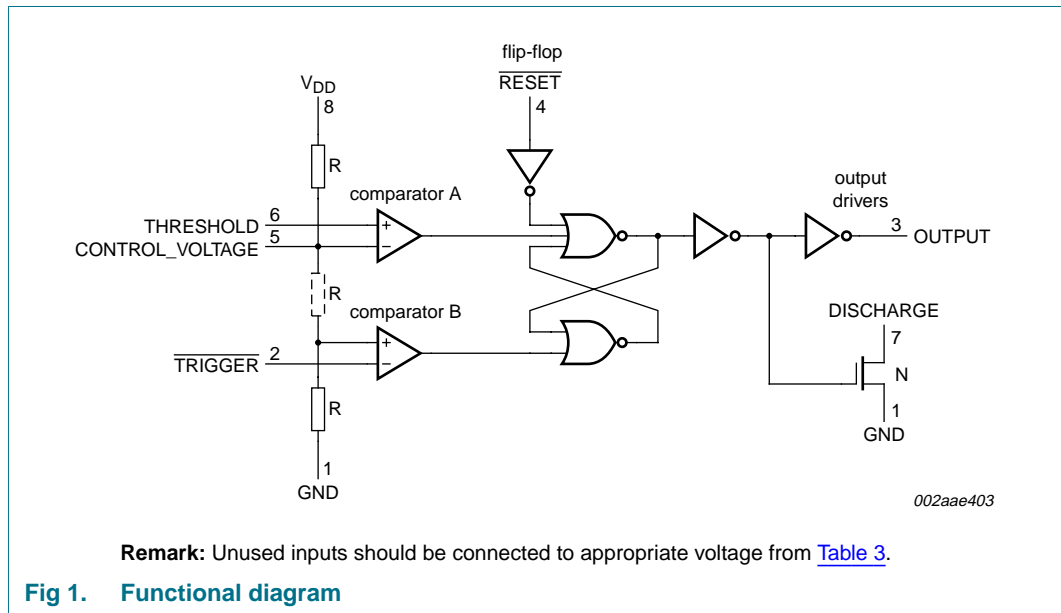 flip-flop
RESET
4
VDD
8
R
comparator A
output
drivers
THRESHOLD
6
+
CONTROL_VOLTAGE
5
−
3
OUTPUT
R
comparator B
DISCHARGE
7
+
TRIGGER
2
−
N
R
1
GND
1
GND
002aae403
Remark: Unused inputs should be connected to appropriate voltage from Table 3.
Fig 1. Functional diagram